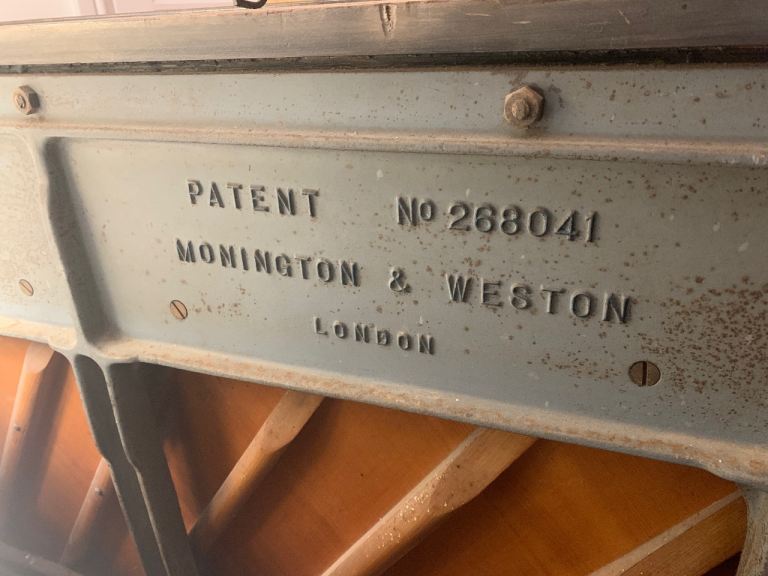 PATENT No 268041
MONINGTON & WESTON
LONDON